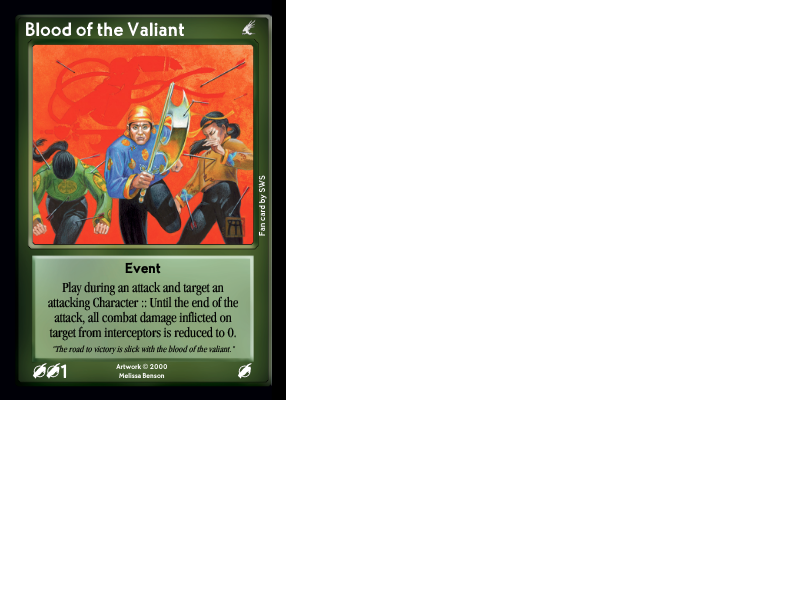 Blood of the Valiant
Fan card by SWS
Event
Play during an attack and target an
attacking Character :: Until the end of the
attack, all combat damage inflicted on
target from interceptors is reduced to 0.
"The road to victory is slick with the blood of the valiant."
1
Artwork © 2000
Melissa Benson